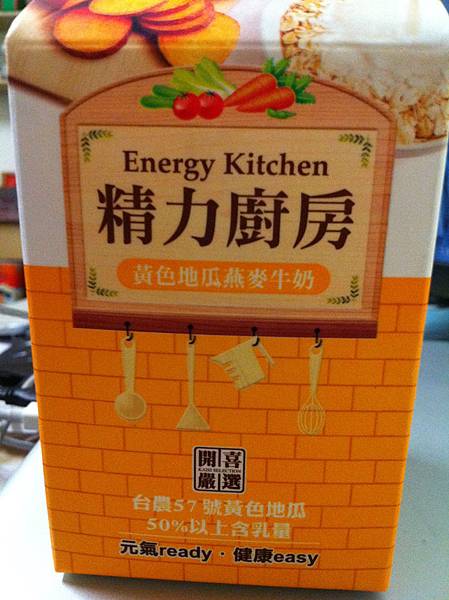 Energy Kitchen
精力廚房
黃色地瓜燕麥牛奶
開喜
KAISI SELECTION
嚴選
台農57號黃色地瓜
50%以上含乳量
元氣ready·健康easy